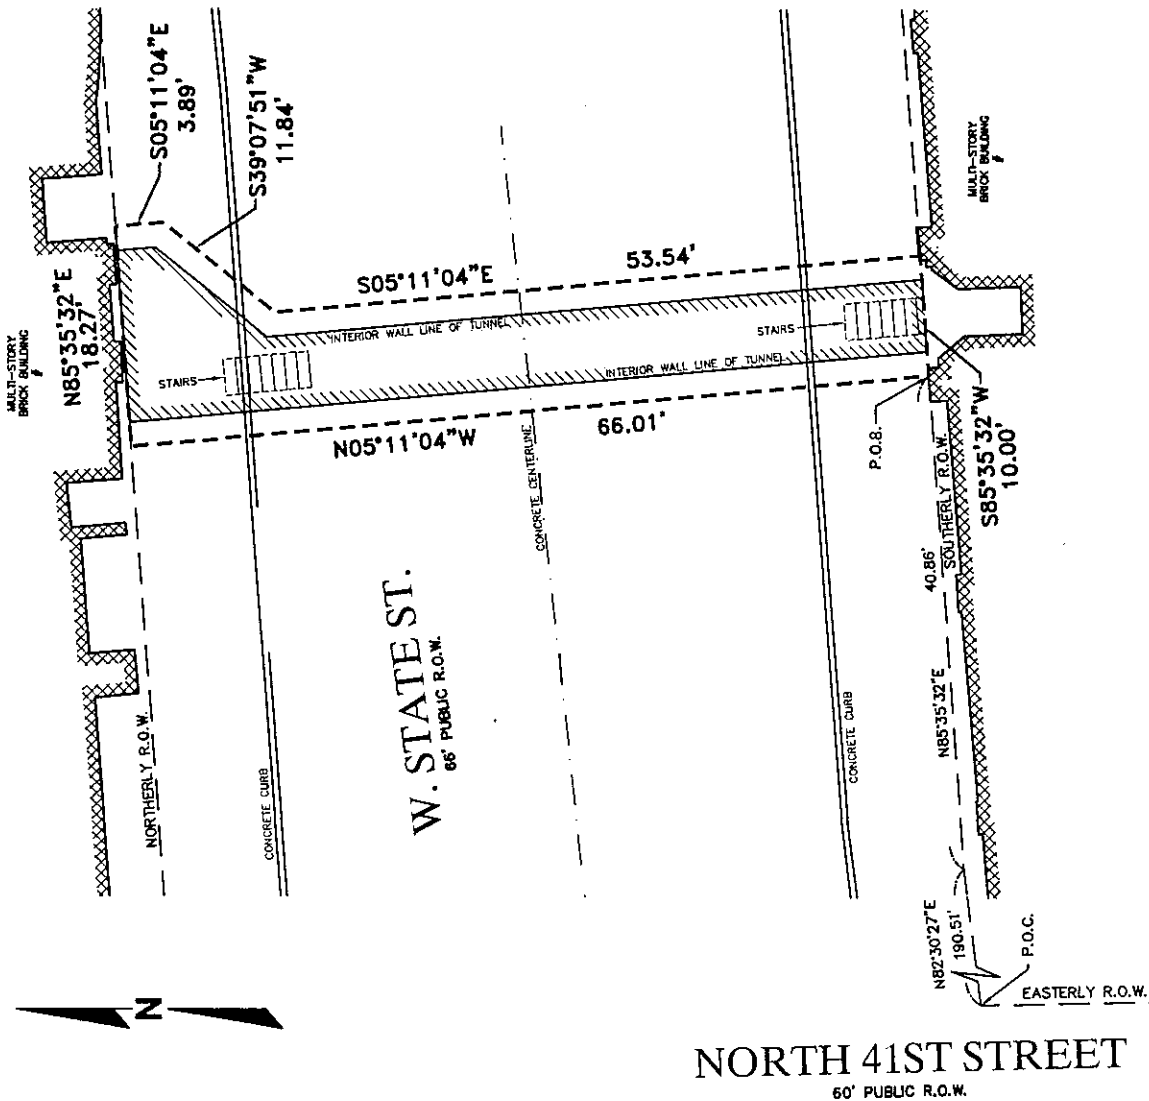 S05°11'04"E
3.89'
S39°07'51"W
11.84'
MULTI-STORY
BRICK BUILDING
MULTI-STORY
BRICK BUILDING
N85°35'32"E
18.27'
S05°11'04"E
53.54'
INTERIOR WALL LINE OF TUNNEL
STAIRS
STAIRS
INTERIOR WALL LINE OF TUNNEL
N05°11'04"W
66.01'
P.O.B.
S85°35'32"W
10.00'
CONCRETE CENTERLINE
SOUTHERLY R.O.W.
40.86'
N85°35'32"E
W. STATE ST.
66' PUBLIC R.O.W.
NORTHERLY R.O.W.
CONCRETE CURB
CONCRETE CURB
N82°30'27"E
190.51'
P.O.C.
EASTERLY R.O.W.
N
NORTH 41ST STREET
60' PUBLIC R.O.W.